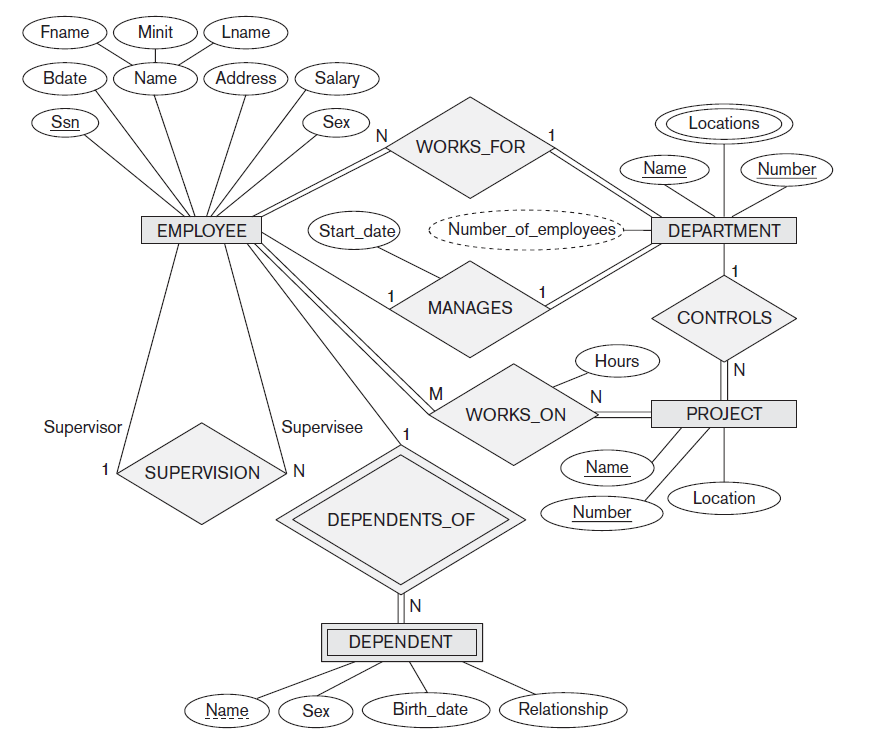 Fname
Minit
Lname
Bdate
Name
Address
Salary
Ssn
Sex
N
WORKS_FOR
1
Locations
Name
Number
EMPLOYEE
Start_date
Number_of_employees
DEPARTMENT
1
MANAGES
1
1
CONTROLS
N
Hours
M
WORKS_ON
N
PROJECT
Supervisor
Supervisee
1
SUPERVISION
N
1
Name
Number
Location
DEPENDENTS_OF
N
DEPENDENT
Name
Sex
Birth_date
Relationship